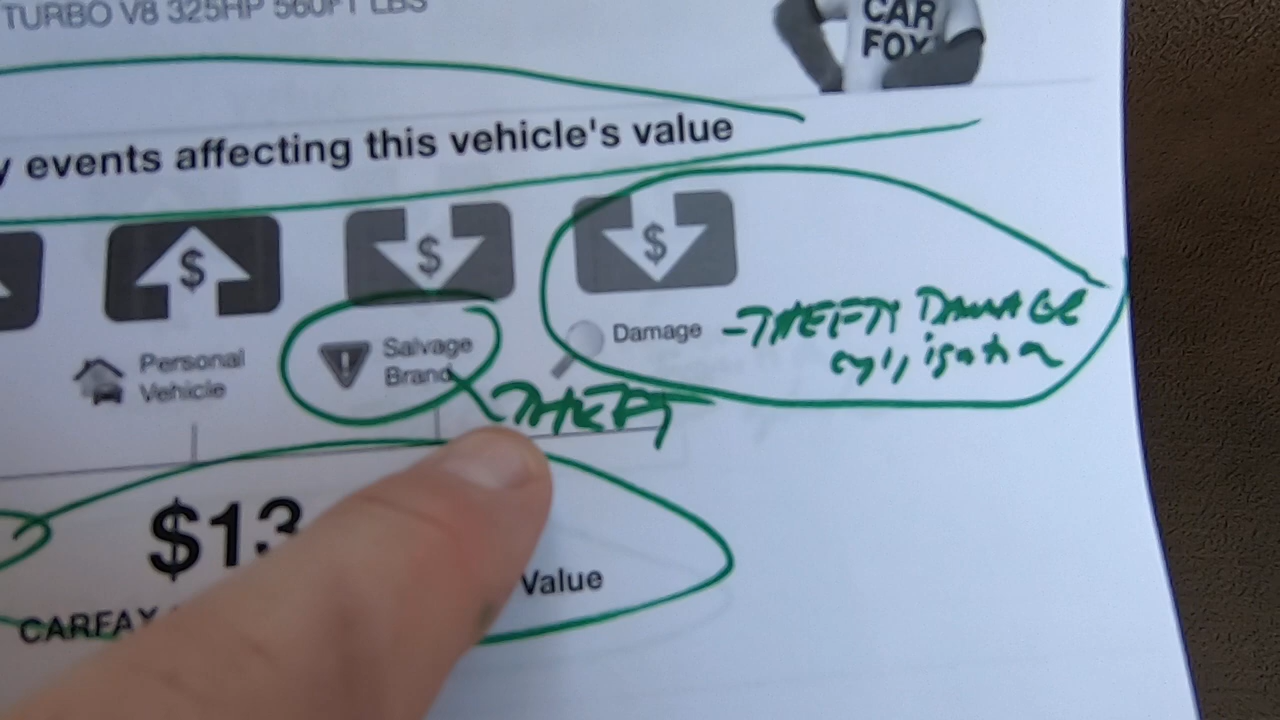 TURBO V8 325HP 560FT LBS
CAR
FOX
y events affecting this vehicle's value
$
$
$
Personal
Vehicle
Salvage
Brand
Damage
-THEFT DAMAGE
THEFT
$13
Value
CARFAX